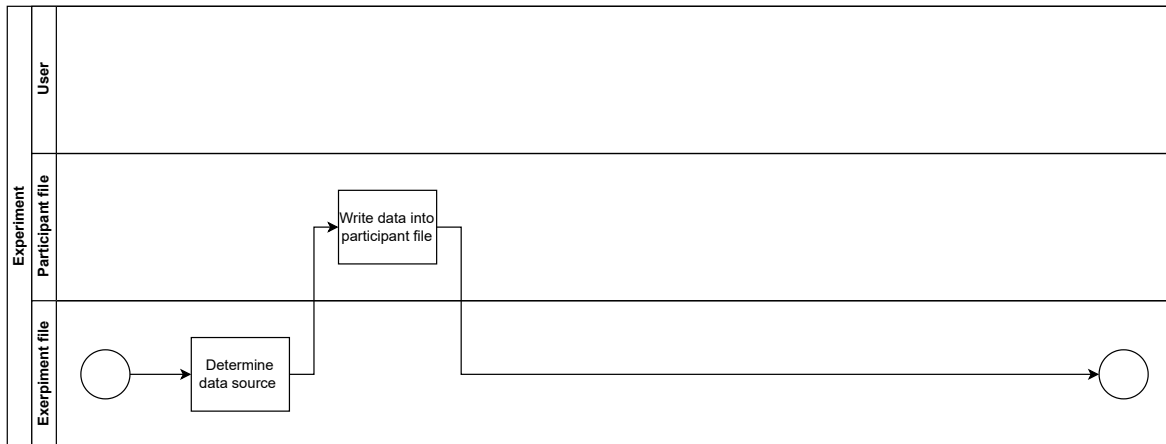 Experiment
User
Participant file
Exerpiment file
Write data into
participant file
Determine
data source